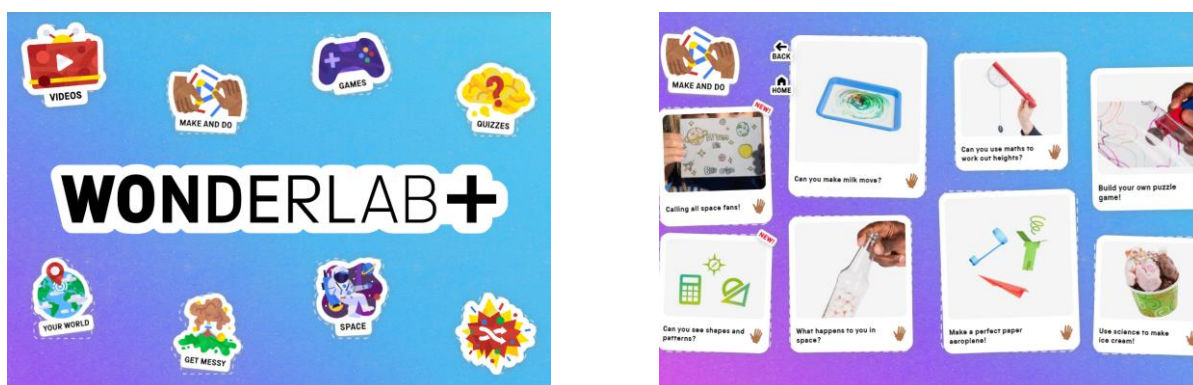 VIDEOS
MAKE AND DO
GAMES
QUIZZES
WONDERLAB+
YOUR WORLD
GET MESSY
SPACE
MAKE AND DO
BACK
HOME
NEW!
Calling all space fans!
Can you make milk move?
Can you use maths to
work out heights?
Build your own puzzle
game!
NEW!
Can you see shapes and
patterns?
What happens to you in
space?
Make a perfect paper
aeroplane!
Use science to make
ice cream!